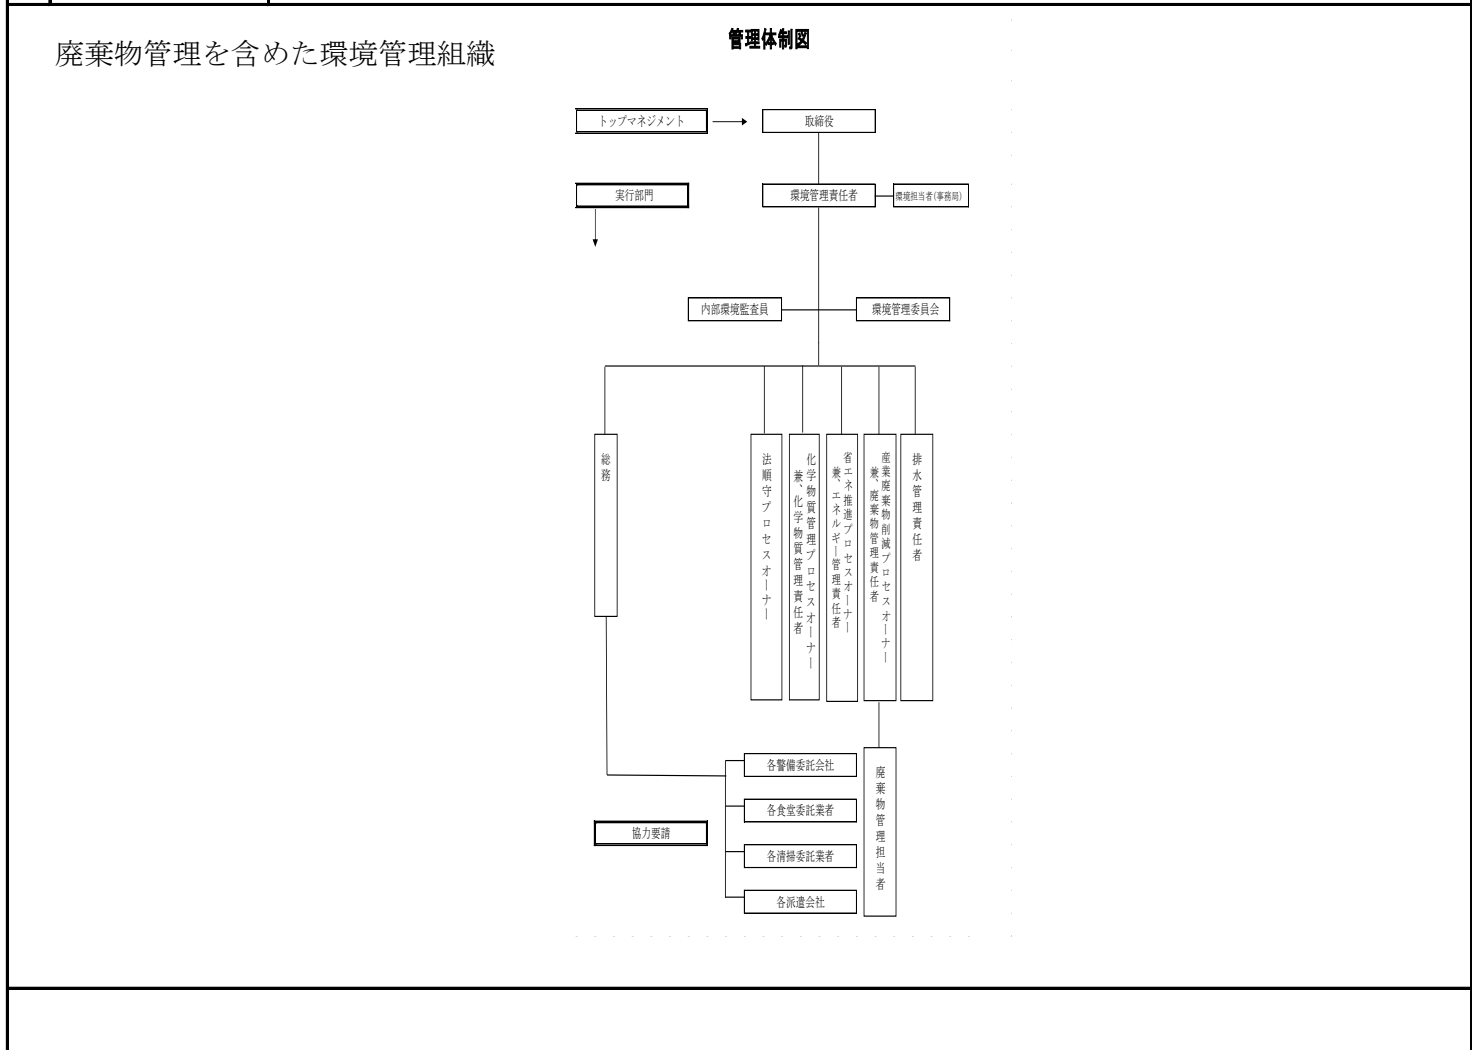 廃棄物管理を含めた環境管理組織
管理体制図
トップマネジメント
取締役
実行部門
環境管理責任者
環境担当者(事務局)
内部環境監査員
環境管理委員会
総務
法順守プロセスオーナー
化学物質管理プロセスオーナー
兼、化学物質管理責任者
省エネ推進プロセスオーナー
兼、エネルギー管理責任者
産業廃棄物削減プロセスオーナー
兼、廃棄物管理責任者
排水管理責任者
各警備委託会社
各食堂委託業者
協力要請
各清掃委託業者
各派遣会社
廃棄物管理担当者